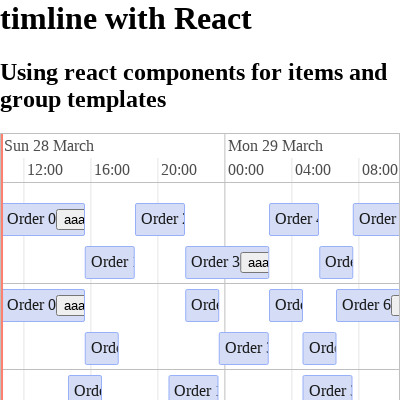 timline with React
Using react components for items and
group templates
Sun 28 March Mon 29 March
12:00 16:00 20:00 00:00 04:00 08:00
Order 0 aaa Order Order Order
Order Order 3 aaa
Order 0 aaa Order 6
Order
Order Order